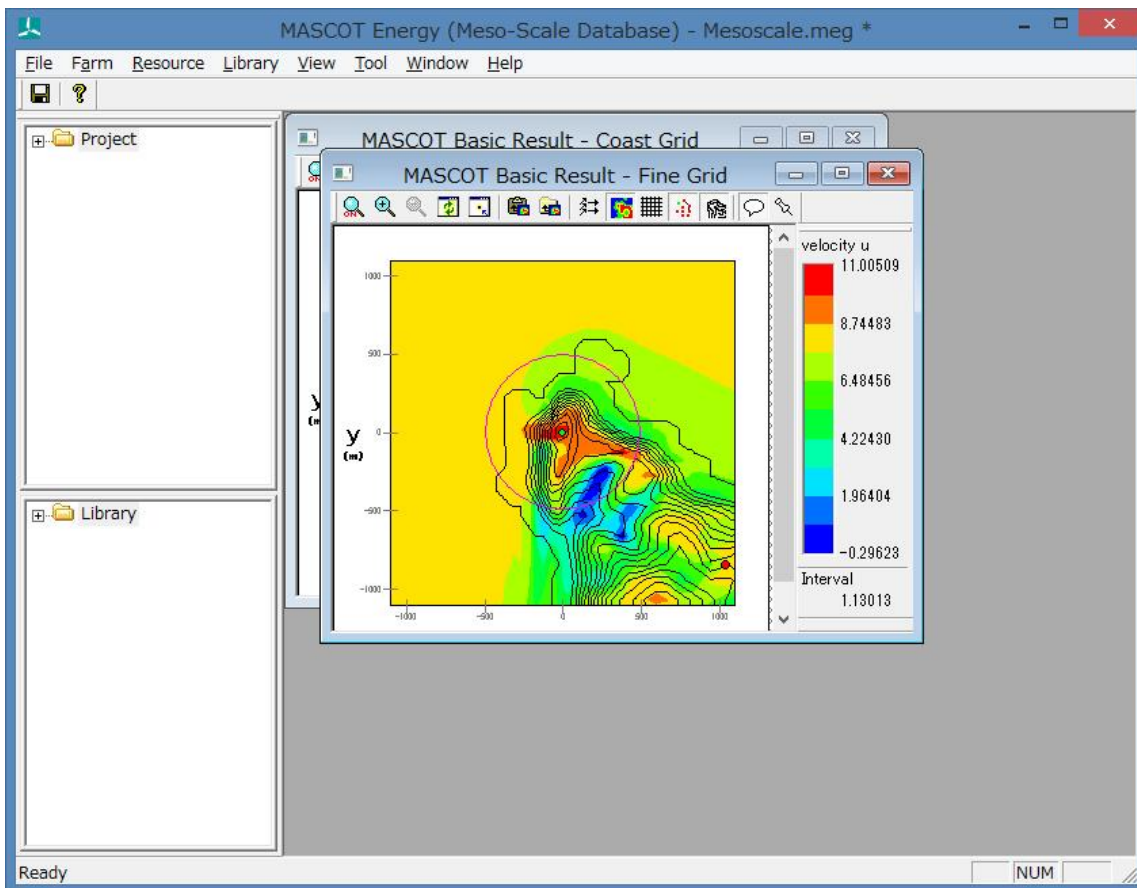 MASCOT Energy (Meso-Scale Database) - Mesoscale.meg *
File Farm Resource Library View Tool Window Help
Project
Library
MASCOT Basic Result - Coast Grid
MASCOT Basic Result - Fine Grid
ON
ON
velocity u
11.00509
8.74483
6.48456
4.22430
1.96404
-0.29623
Interval
1.13013
1000
500
0
-500
-1000
y
(m)
-1000 -500 0 500 1000
Ready
NUM